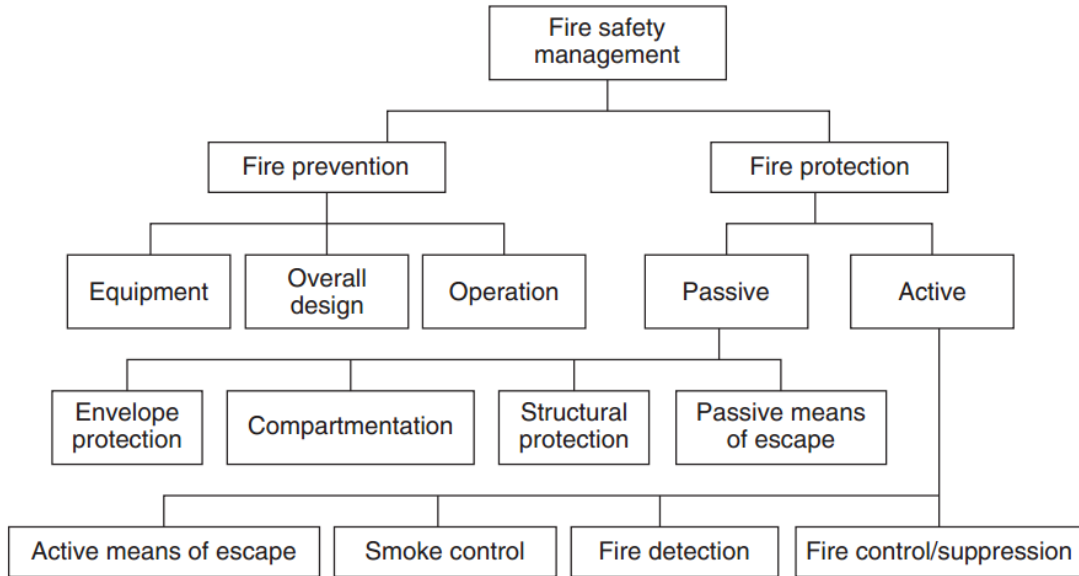 Fire safety
management
Fire prevention
Fire protection
Equipment
Overall
design
Operation
Passive
Active
Envelope
protection
Compartmentation
Structural
protection
Passive means
of escape
Active means of escape
Smoke control
Fire detection
Fire control/suppression